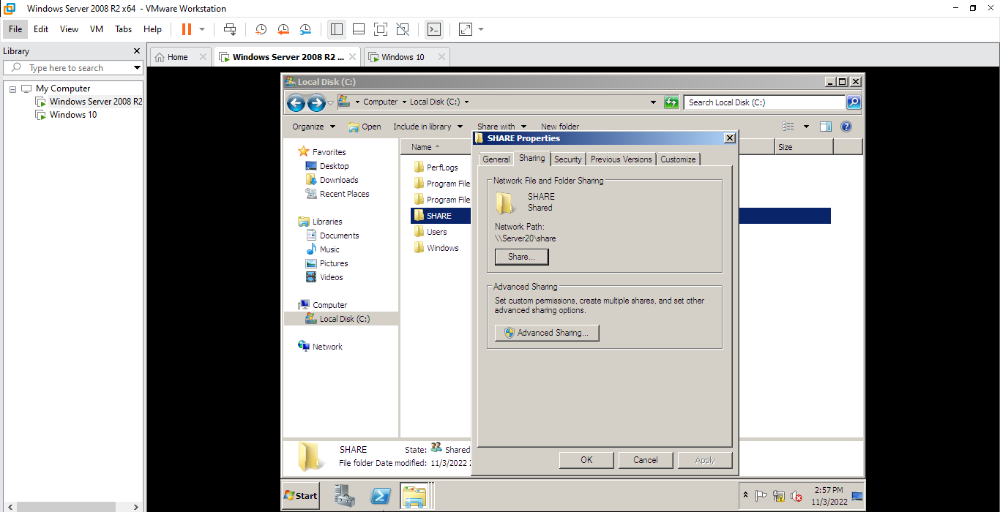 Windows Server 2008 R2 x64 - VMware Workstation
File Edit View VM Tabs Help
Library
Type here to search
My Computer
Windows Server 2008 R2
Windows 10
Home
Windows Server 2008 R2 ...
Windows 10
Local Disk (C:)
Computer Local Disk (C:)
Search Local Disk (C:)
Organize Open Include in library Share with New folder
Favorites
Desktop
Downloads
Recent Places
Libraries
Documents
Music
Pictures
Videos
Computer
Local Disk (C:)
Network
Name
Size
PerfLogs
Program File
Program File
SHARE
Users
Windows
SHARE Properties
General Sharing Security Previous Versions Customize
Network File and Folder Sharing
SHARE
Shared
Network Path:
\\Server20\share
Share...
Advanced Sharing
Set custom permissions, create multiple shares, and set other
advanced sharing options.
Advanced Sharing...
OK Cancel Apply
SHARE State: Shared
File folder Date modified: 11/3/2022
Start
2:57 PM
11/3/2022